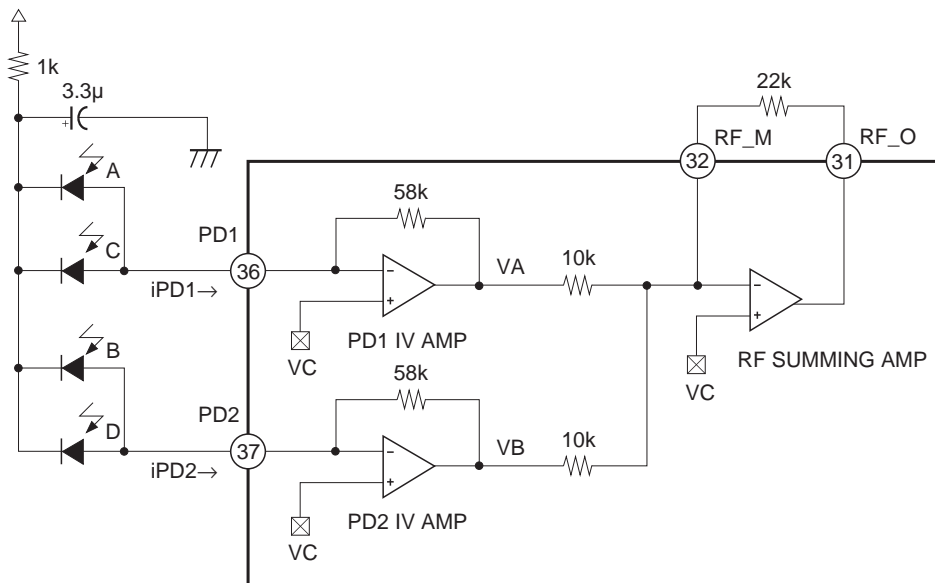 1k
3.3µ
+
22k
RF_M
RF_O
32
31
A
58k
PD1
C
36
−
VA
10k
iPD1→
+
−
VC
PD1 IV AMP
+
RF SUMMING AMP
B
VC
58k
PD2
D
37
−
VB
10k
iPD2→
+
PD2 IV AMP
VC